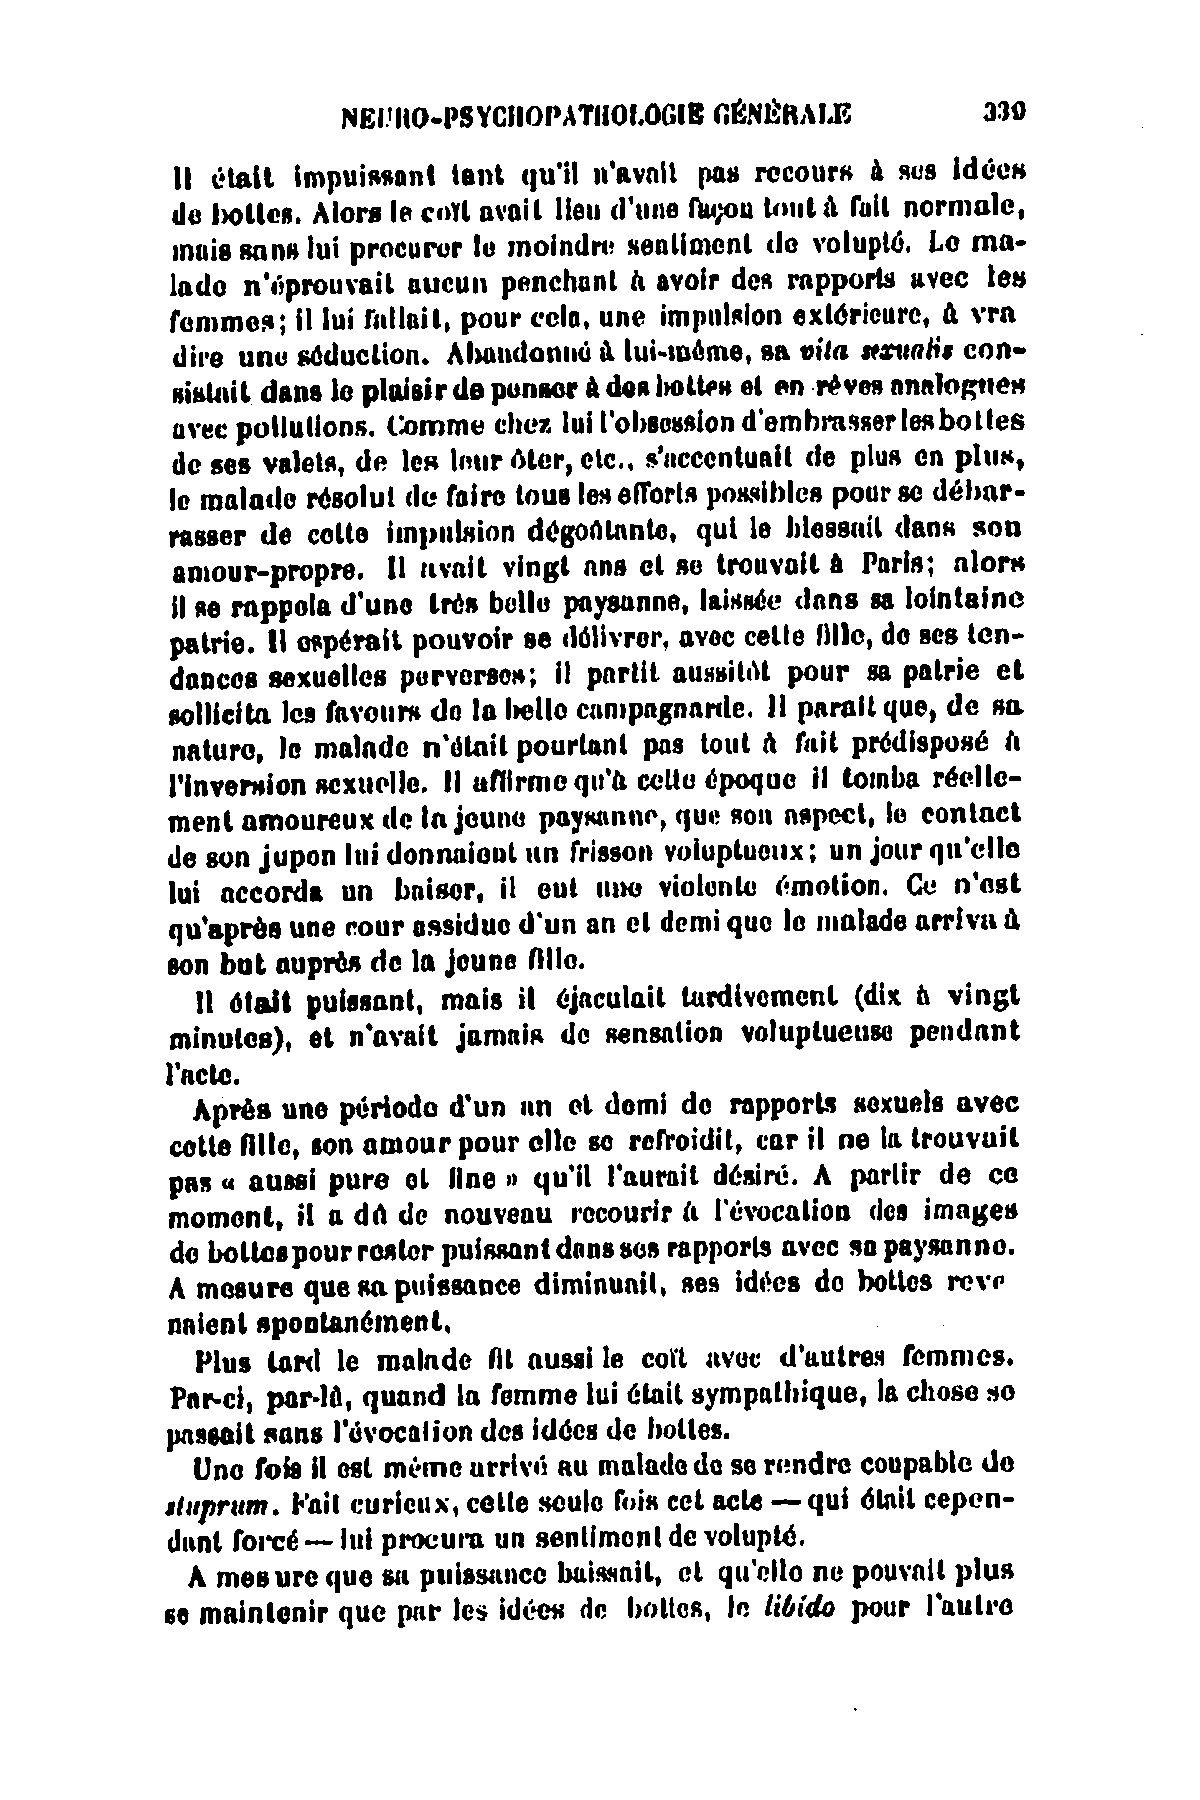 NEURO-PSYCHOPATHOLOGIE GÉNÉRALE 339
Il était impuissant tant qu'il n'avait pas recours à ses idées
de bottes. Alors le coït avait lieu d'une façon tout à fait normale,
mais sans lui procurer le moindre sentiment de volupté. Le ma-
lade n'éprouvait aucun penchant à avoir des rapports avec les
femmes; il lui fallait, pour cela, une impulsion extérieure, à vra
dire une séduction. Abandonné à lui-même, sa vita sexualis con-
sistait dans le plaisir de penser à des bottes et en rêves analogues
avec pollutions. Comme chez lui l'obsession d'embrasser les bottes
de ses valets, de les leur ôter, etc., s'accentuait de plus en plus,
le malade résolut de faire tous les efforts possibles pour se débar-
rasser de cette impulsion dégoûtante, qui le blessait dans son
amour-propre. Il avait vingt ans et se trouvait à Paris; alors
il se rappela d'une très belle paysanne, laissée dans sa lointaine
patrie. Il espérait pouvoir se délivrer, avec cette fille, de ses ten-
dances sexuelles perverses; il partit aussitôt pour sa patrie et
sollicita les faveurs de la belle campagnarde. Il paraît que, de sa
nature, le malade n'était pourtant pas tout à fait prédisposé à
l'inversion sexuelle. Il affirme qu'à cette époque il tomba réelle-
ment amoureux de la jeune paysanne, que son aspect, le contact
de son jupon lui donnaient un frisson voluptueux; un jour qu'elle
lui accorda un baiser, il eut une violente émotion. Ce n'est
qu'après une cour assidue d'un an et demi que le malade arriva à
son but auprès de la jeune fille.
Il était puissant, mais il éjaculait tardivement (dix à vingt
minutes), et n'avait jamais de sensation voluptueuse pendant
l'acte.
Après une période d'un an et demi de rapports sexuels avec
cette fille, son amour pour elle se refroidit, car il ne la trouvait
pas « aussi pure et fine » qu'il l'aurait désiré. A partir de ce
moment, il a dû de nouveau recourir à l'évocation des images
de bottes pour rester puissant dans ses rapports avec sa paysanne.
A mesure que sa puissance diminuait, ses idées de bottes reve
naient spontanément.
Plus tard le malade fit aussi le coït avec d'autres femmes.
Par-ci, par-là, quand la femme lui était sympathique, la chose se
passait sans l'évocation des idées de bottes.
Une fois il est même arrivé au malade de se rendre coupable de
stuprum. Fait curieux, cette seule fois cet acte — qui était cepen-
dant forcé — lui procura un sentiment de volupté.
A mesure que sa puissance baissait, et qu'elle ne pouvait plus
se maintenir que par les idées de bottes, le libido pour l'autre